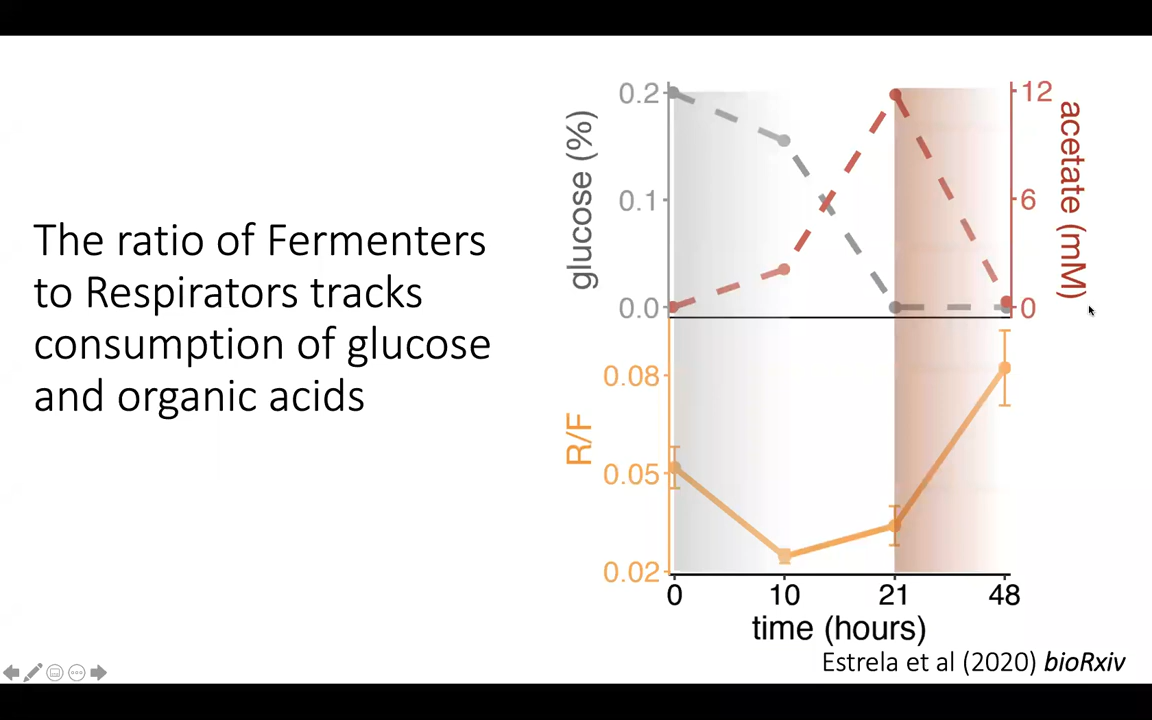 The ratio of Fermenters
to Respirators tracks
consumption of glucose
and organic acids
glucose (%)
0.2
0.1
0.0
12
6
0
acetate (mM)
R/F
0.08
0.05
0.02
0 10 21 48
time (hours)
Estrela et al (2020) bioRxiv